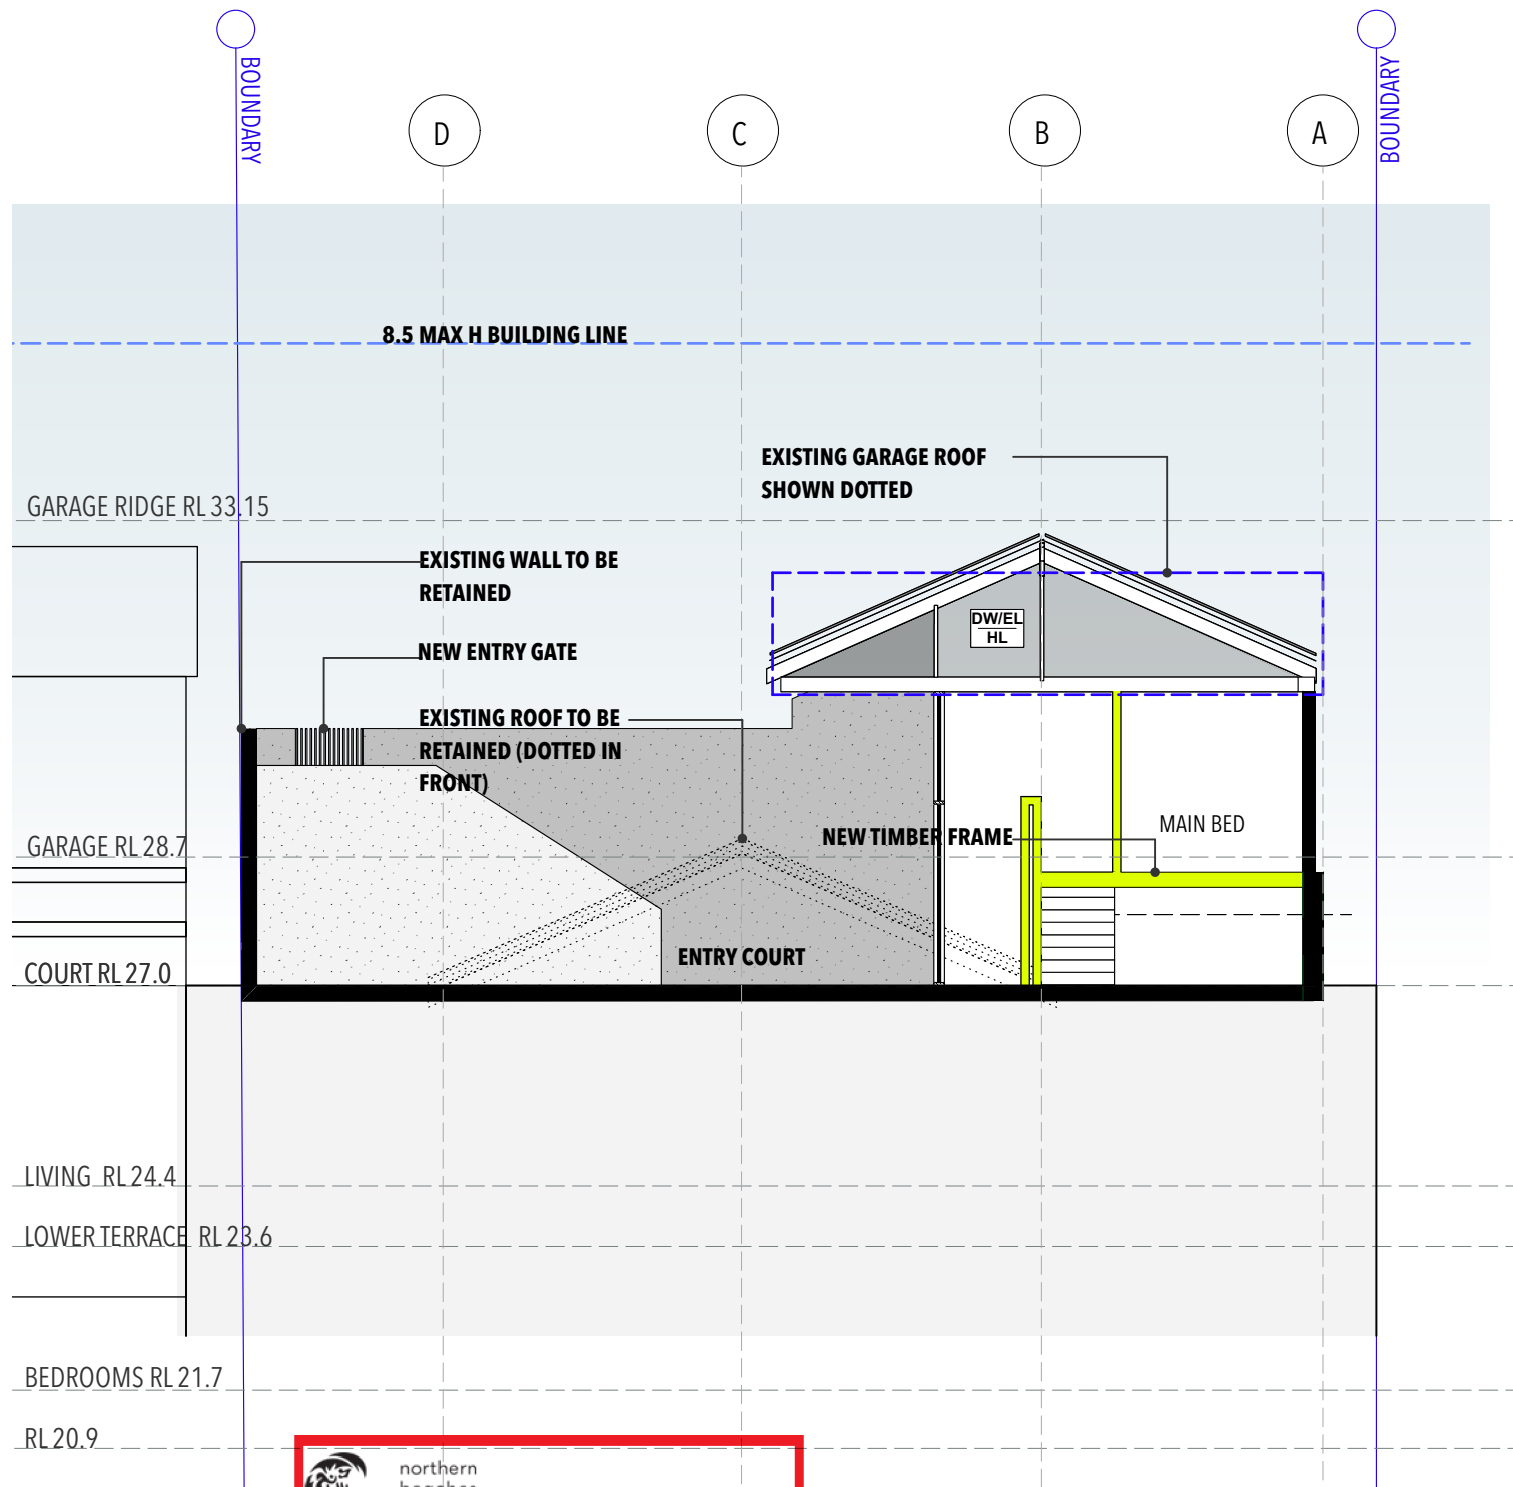 BOUNDARY
BOUNDARY
D
C
B
A
8.5 MAX H BUILDING LINE
EXISTING GARAGE ROOF
SHOWN DOTTED
GARAGE RIDGE RL 33.15
EXISTING WALL TO BE
RETAINED
DW/EL
HL
NEW ENTRY GATE
EXISTING ROOF TO BE
RETAINED (DOTTED IN
FRONT)
NEW TIMBER FRAME
MAIN BED
GARAGE RL 28.7
ENTRY COURT
COURT RL 27.0
LIVING RL 24.4
LOWER TERRACE RL 23.6
BEDROOMS RL 21.7
RL 20.9
northern